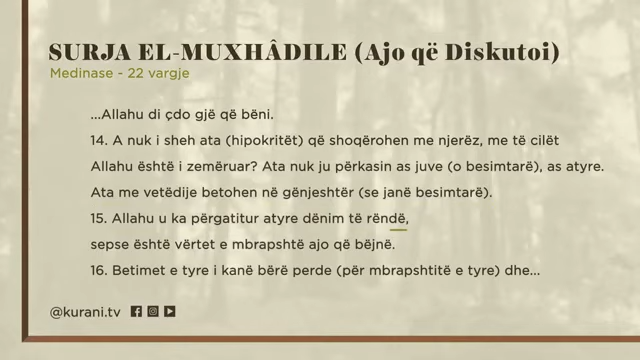 SURJA EL-MUXHÂDILE (Ajo që Diskutoi)
Medinase - 22 vargje
...Allahu di çdo gjë që bëni.
14. A nuk i sheh ata (hipokritët) që shoqërohen me njerëz, me të cilët
Allahu është i zemëruar? Ata nuk ju përkasin as juve (o besimtarë), as atyre.
Ata me vetëdije betohen në gënjeshtër (se janë besimtarë).
15. Allahu u ka përgatitur atyre dënim të rëndë,
sepse është vërtet e mbrapshtë ajo që bëjnë.
16. Betimet e tyre i kanë bërë perde (për mbrapshtitë e tyre) dhe...
@kurani.tv